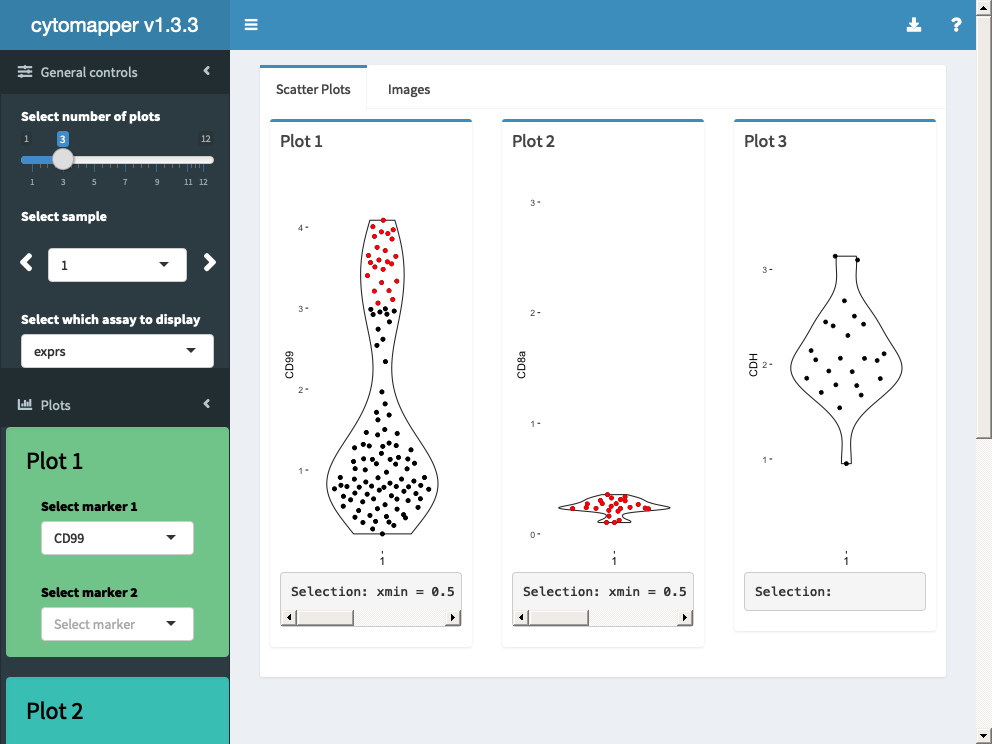 cytomapper v1.3.3
?
General controls
Select number of plots
1 3 12
1 3 5 7 9 11 12
Select sample
1
Select which assay to display
exprs
Plots
Plot 1
Select marker 1
CD99
Select marker 2
Select marker
Plot 2
Scatter Plots
Images
Plot 1
4
3
2
1
CD99
1
Selection: xmin = 0.5
Plot 2
3
2
1
0
CD8a
1
Selection: xmin = 0.5
Plot 3
3
2
1
CDH
1
Selection: